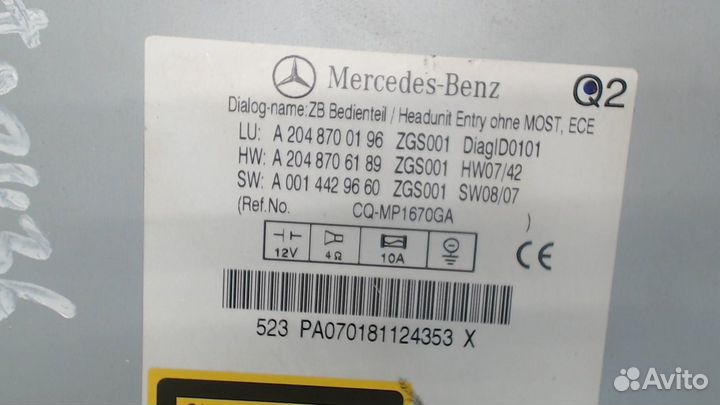 Mercedes-Benz Q2
Dialog-name: ZB Bedienteil / Headunit Entry ohne MOST, ECE
LU: A 204 870 01 96 ZGS001 DiagID0101
HW: A 204 870 61 89 ZGS001 HW07/42
SW: A 001 442 96 60 ZGS001 SW08/07
(Ref.No. CQ-MP1670GA )
12V 4Ω 10A
CE
523 PA070181124353 X
Avito